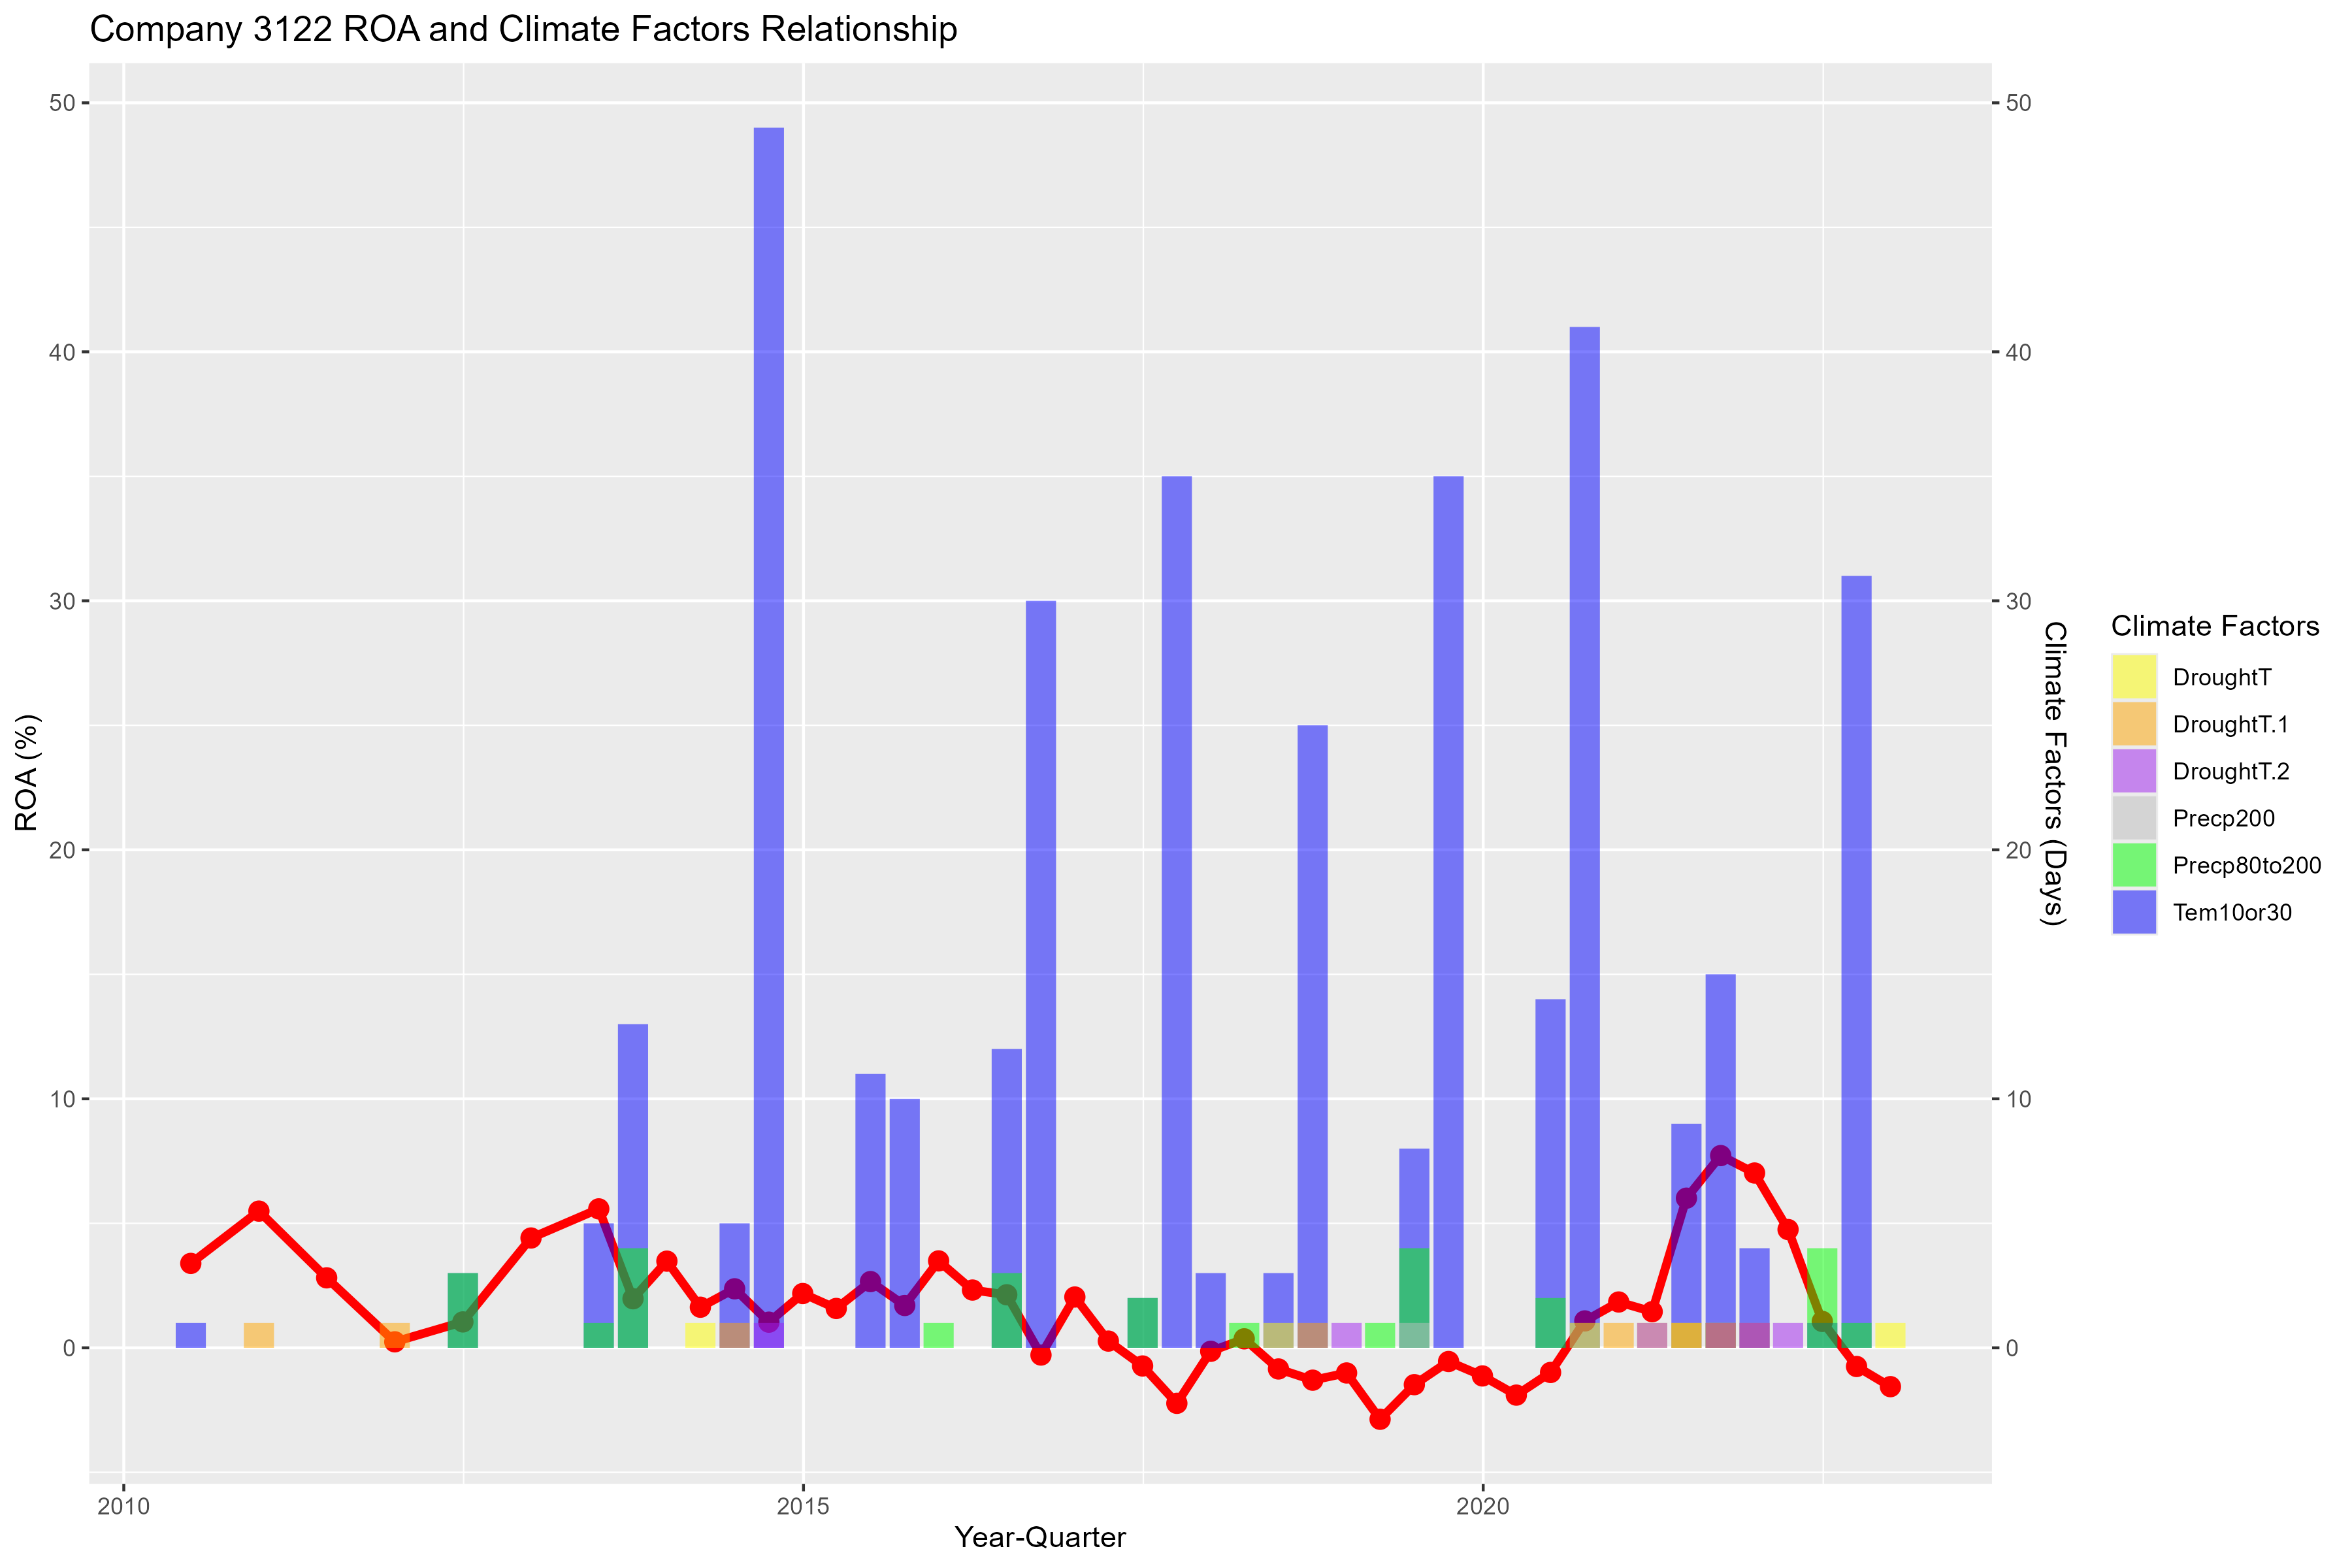 Company 3122 ROA and Climate Factors Relationship
50
40
30
20
10
0
ROA (%)
2010
2015
2020
Year-Quarter
50
40
30
20
10
0
Climate Factors (Days)
Climate Factors
DroughtT
DroughtT.1
DroughtT.2
Precp200
Precp80to200
Tem10or30